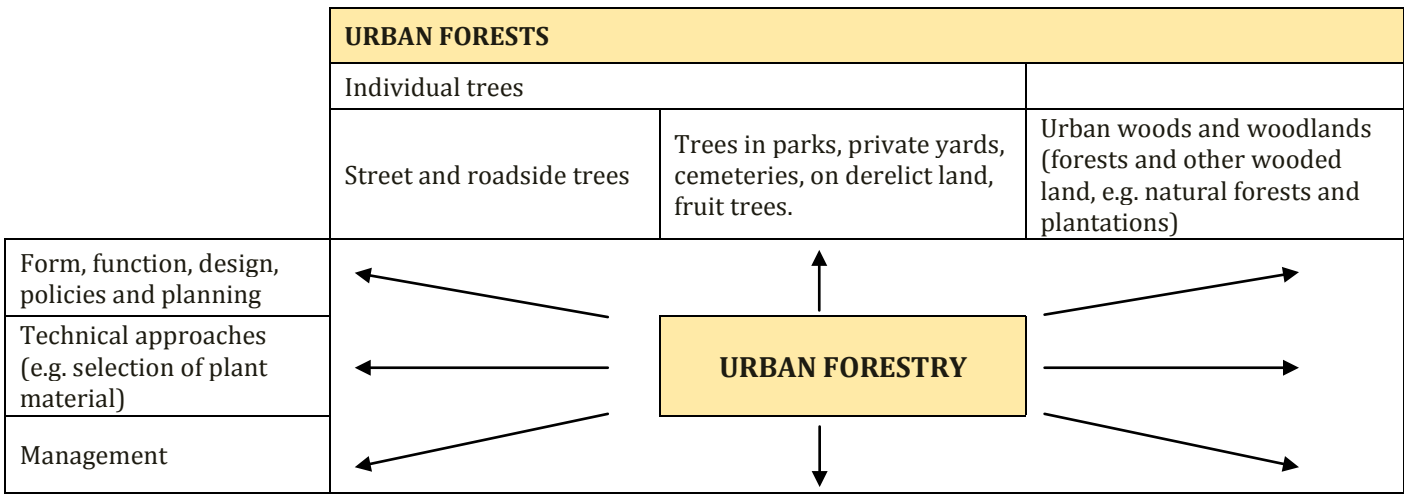 URBAN FORESTS
Individual trees
Street and roadside trees
Trees in parks, private yards,
cemeteries, on derelict land,
fruit trees.
Urban woods and woodlands
(forests and other wooded
land, e.g. natural forests and
plantations)
Form, function, design,
policies and planning
Technical approaches
(e.g. selection of plant
material)
URBAN FORESTRY
Management